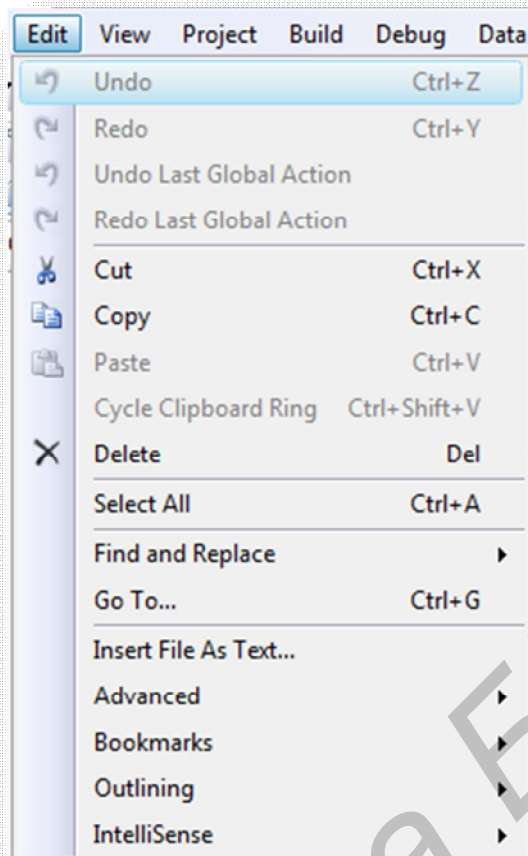 Edit View Project Build Debug Data
Undo Ctrl+Z
Redo Ctrl+Y
Undo Last Global Action
Redo Last Global Action
Cut Ctrl+X
Copy Ctrl+C
Paste Ctrl+V
Cycle Clipboard Ring Ctrl+Shift+V
Delete Del
Select All Ctrl+A
Find and Replace
Go To... Ctrl+G
Insert File As Text...
Advanced
Bookmarks
Outlining
IntelliSense